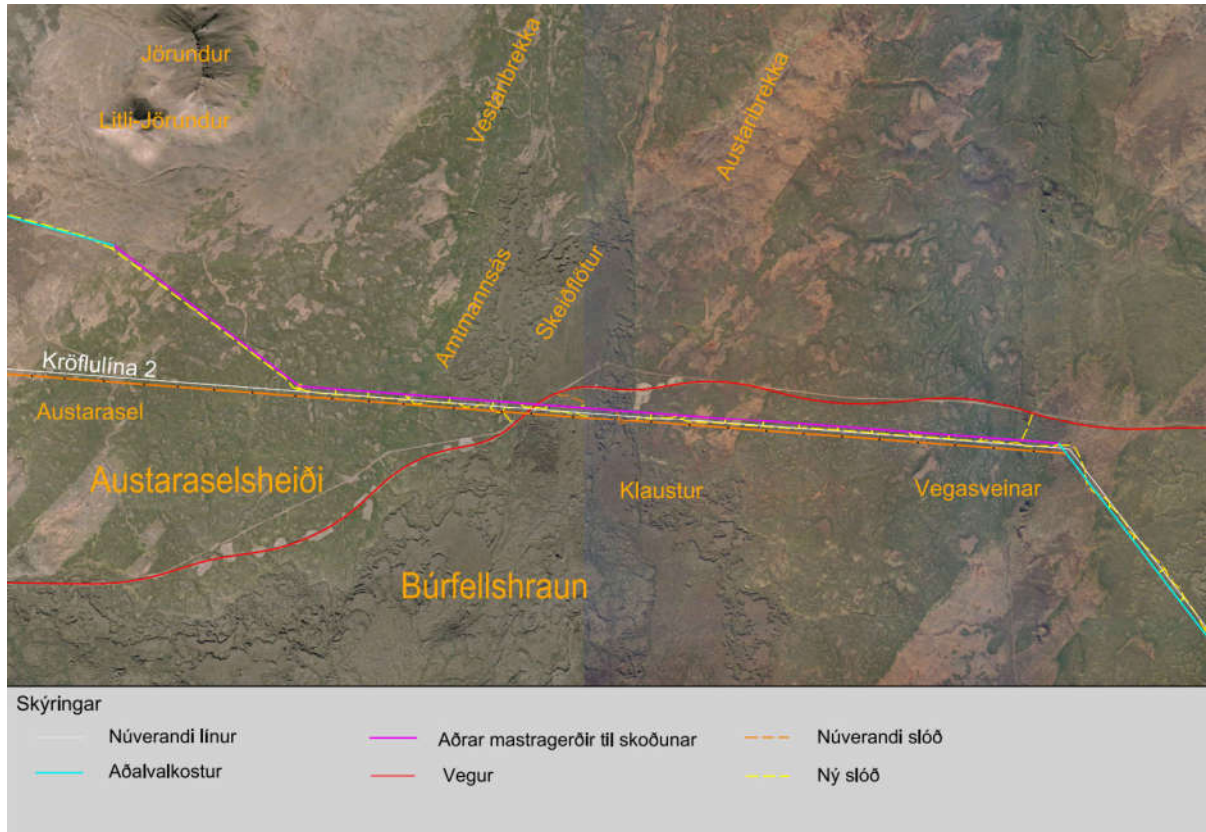 Jörundur
Litli-Jörundur
Vestaribrekka
Austaribrekka
Amtmannsás
Skeiðflötur
Kröflulína 2
Austarasel
Austaraselsheiði
Klaustur
Vegasveinar
Búrfellshraun
Skýringar
Núverandi línur
Aðrar mastragerðir til skoðunar
Núverandi slóð
Aðalvalkostur
Vegur
Ný slóð